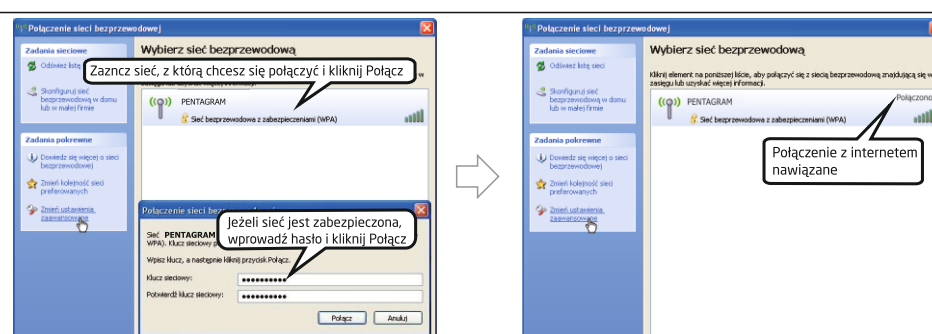 Połączenie sieci bezprzewodowej
Zadania sieciowe
Odśwież listę
Skonfiguruj sieć
bezprzewodową w domu
lub w małej firmie
Zadania pokrewne
Dowiedz się więcej o sieci
bezprzewodowej
Zmień kolejność sieci
preferowanych
Zmień ustawienia
zaawansowane
Wybierz sieć bezprzewodową
Zazncz sieć, z którą chcesz się połączyć i kliknij Połącz
w
PENTAGRAM
Sieć bezprzewodowa z zabezpieczeniami (WPA)
Połączenie sieci
Jeżeli sieć jest zabezpieczona,
wprowadź hasło i kliknij Połącz
Sieć PENTAGRAM
WPA). Klucz sieciowy
Wpisz klucz, a następnie kliknij przycisk Połącz.
Klucz sieciowy: ●●●●●●●●●●
Potwierdź klucz sieciowy: ●●●●●●●●●●
Połącz Anuluj
Połączenie sieci bezprzewodowej
Zadania sieciowe
Odśwież listę sieci
Skonfiguruj sieć
bezprzewodową w domu
lub w małej firmie
Zadania pokrewne
Dowiedz się więcej o sieci
bezprzewodowej
Zmień kolejność sieci
preferowanych
Zmień ustawienia
zaawansowane
Wybierz sieć bezprzewodową
Kliknij element na poniższej liście, aby połączyć się z siecią bezprzewodową znajdującą się w
zasięgu lub uzyskać więcej informacji.
PENTAGRAM Połączono
Sieć bezprzewodowa z zabezpieczeniami (WPA)
Połączenie z internetem
nawiązane